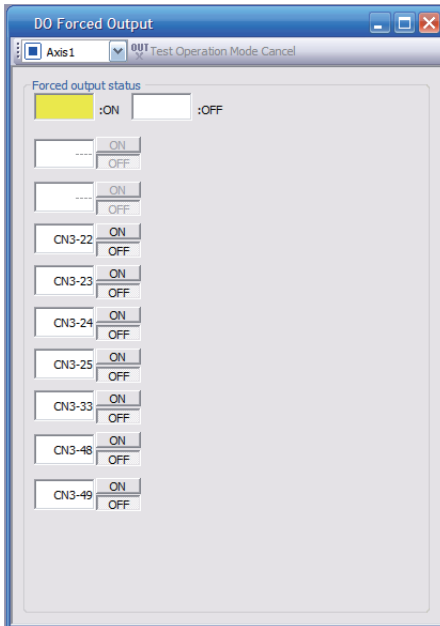 DO Forced Output
Axis1 OUT Test Operation Mode Cancel
Forced output status
:ON :OFF
---- ON
OFF
---- ON
OFF
CN3-22 ON
OFF
CN3-23 ON
OFF
CN3-24 ON
OFF
CN3-25 ON
OFF
CN3-33 ON
OFF
CN3-48 ON
OFF
CN3-49 ON
OFF